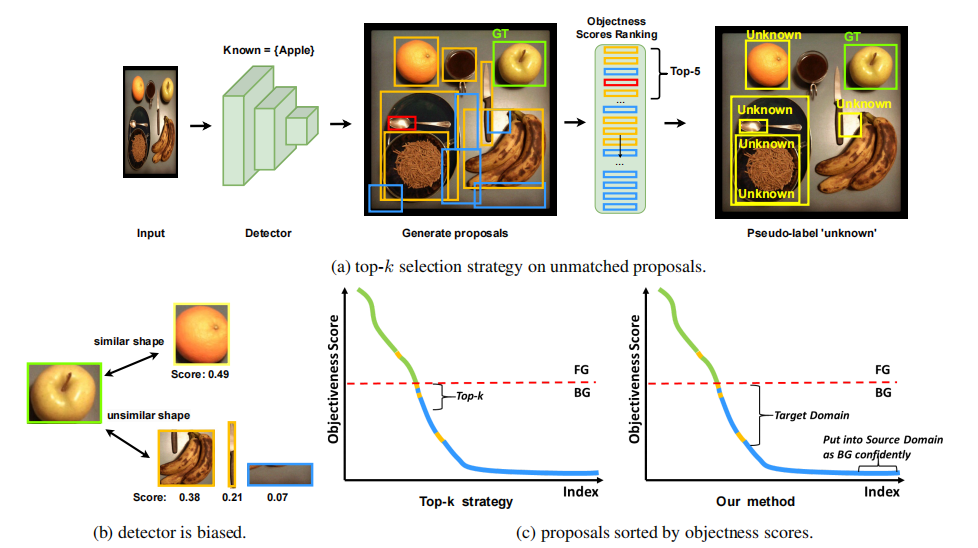 Known = {Apple}
Objectness
Scores Ranking
GT
Top-5
...
...
Unknown
GT
Unknown
Unknown
Unknown
Unknown
Input
Detector
Generate proposals
Pseudo-label 'unknown'
(a) top-k selection strategy on unmatched proposals.
similar shape
Score: 0.49
unsimilar shape
Score: 0.38 0.21 0.07
(b) detector is biased.
Objectiveness Score
FG
BG
Top-k
Index
Top-k strategy
Objectiveness Score
FG
BG
Target Domain
Put into Source Domain
as BG confidently
Index
Our method
(c) proposals sorted by objectness scores.